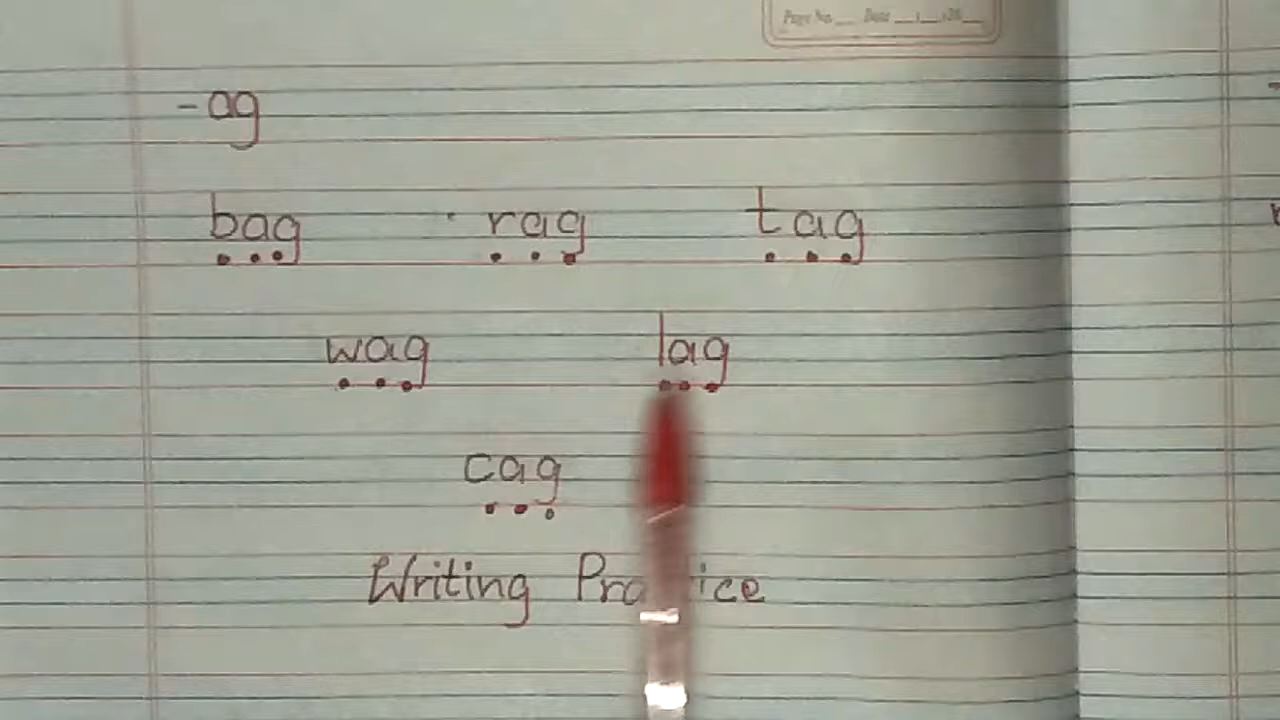 Page No. Date
-ag
bag rag tag
wag lag
cag
Writing